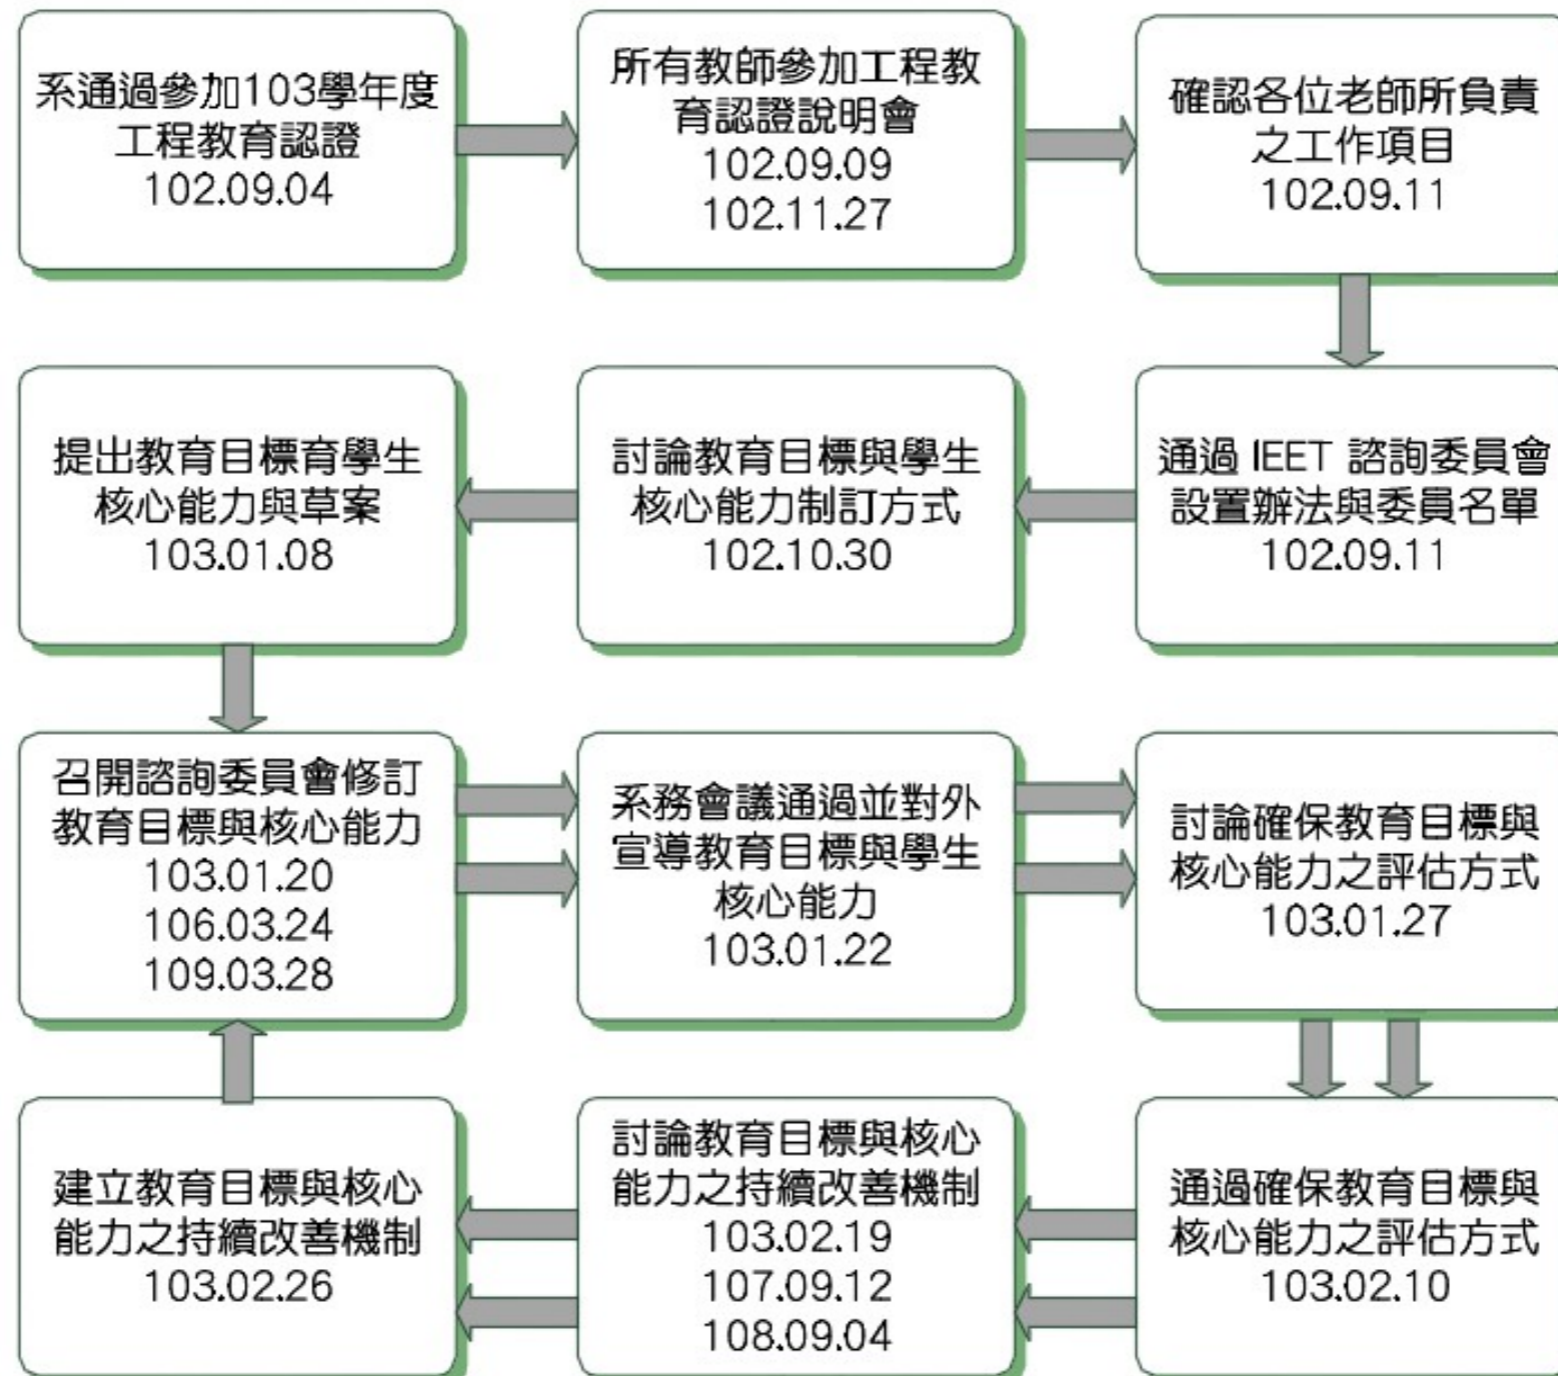 系通過參加103學年度
工程教育認證
102.09.04
所有教師參加工程教
育認證說明會
102.09.09
102.11.27
確認各位老師所負責
之工作項目
102.09.11
通過 IEET 諮詢委員會
設置辦法與委員名單
102.09.11
討論教育目標與學生
核心能力制訂方式
102.10.30
提出教育目標育學生
核心能力與草案
103.01.08
召開諮詢委員會修訂
教育目標與核心能力
103.01.20
106.03.24
109.03.28
系務會議通過並對外
宣導教育目標與學生
核心能力
103.01.22
討論確保教育目標與
核心能力之評估方式
103.01.27
通過確保教育目標與
核心能力之評估方式
103.02.10
討論教育目標與核心
能力之持續改善機制
103.02.19
107.09.12
108.09.04
建立教育目標與核心
能力之持續改善機制
103.02.26